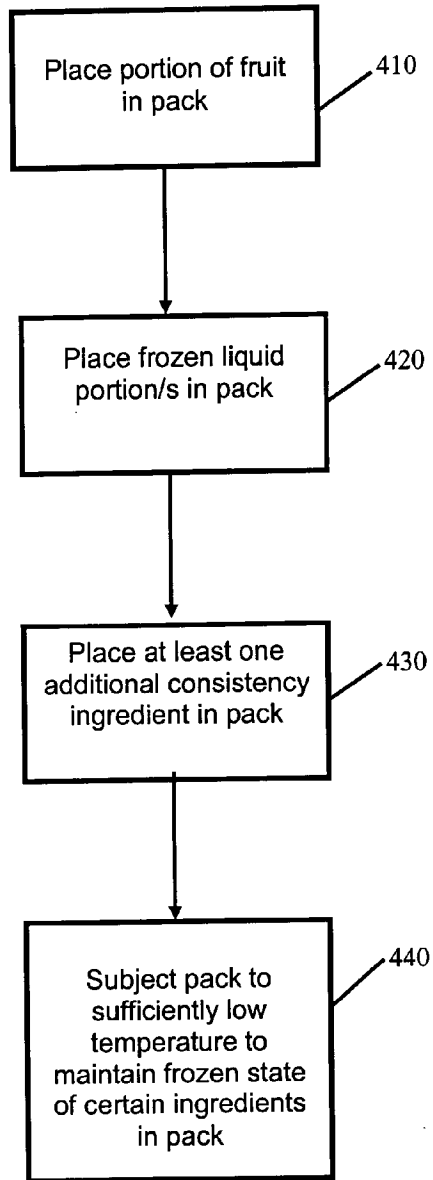 Place portion of fruit
in pack
410
Place frozen liquid
portion/s in pack
420
Place at least one
additional consistency
ingredient in pack
430
Subject pack to
sufficiently low
temperature to
maintain frozen state
of certain ingredients
in pack
440